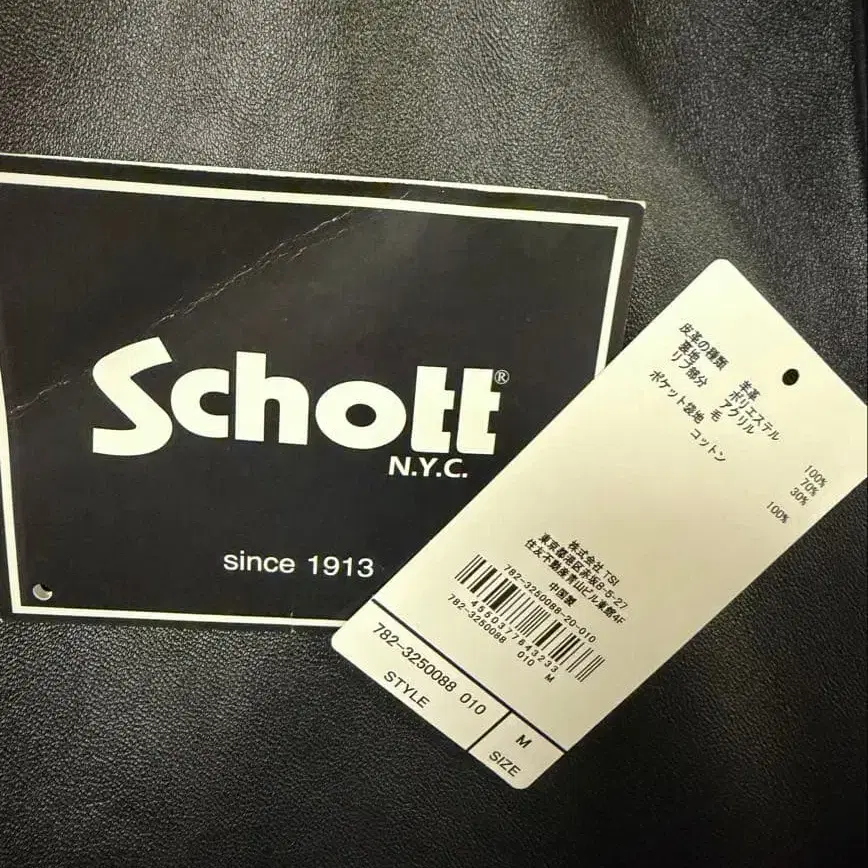 Schott®
N.Y.C.
since 1913
皮革の種類 羊革
裏地 ポリエステル 100%
リブ部分 アクリル 70%
毛 30%
ポケット袋地 コットン 100%
株式会社 TSI
東京都港区赤坂8-5-27
住友不動産青山ビル東館4F
中国製
782-3250088 20-010
4550377643233
782-3250088 010 M
782-3250088 010
STYLE
M
SIZE